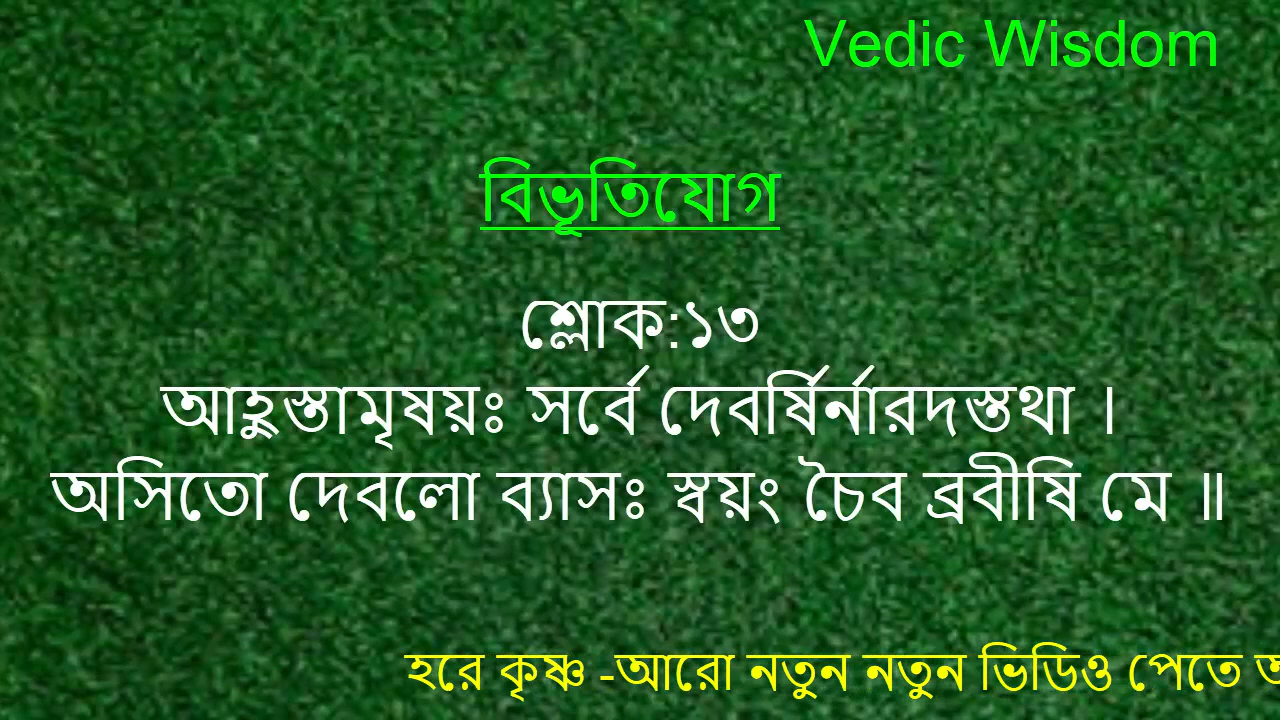 Vedic Wisdom
বিভূতিযোগ
শ্লোক:১৩
আহুস্তামৃষয়ঃ সর্বে দেবর্ষির্নারদস্তথা ।
অসিতো দেবলো ব্যাসঃ স্বয়ং চৈব ব্রবীষি মে ॥
হরে কৃষ্ণ -আরো নতুন নতুন ভিডিও পেতে